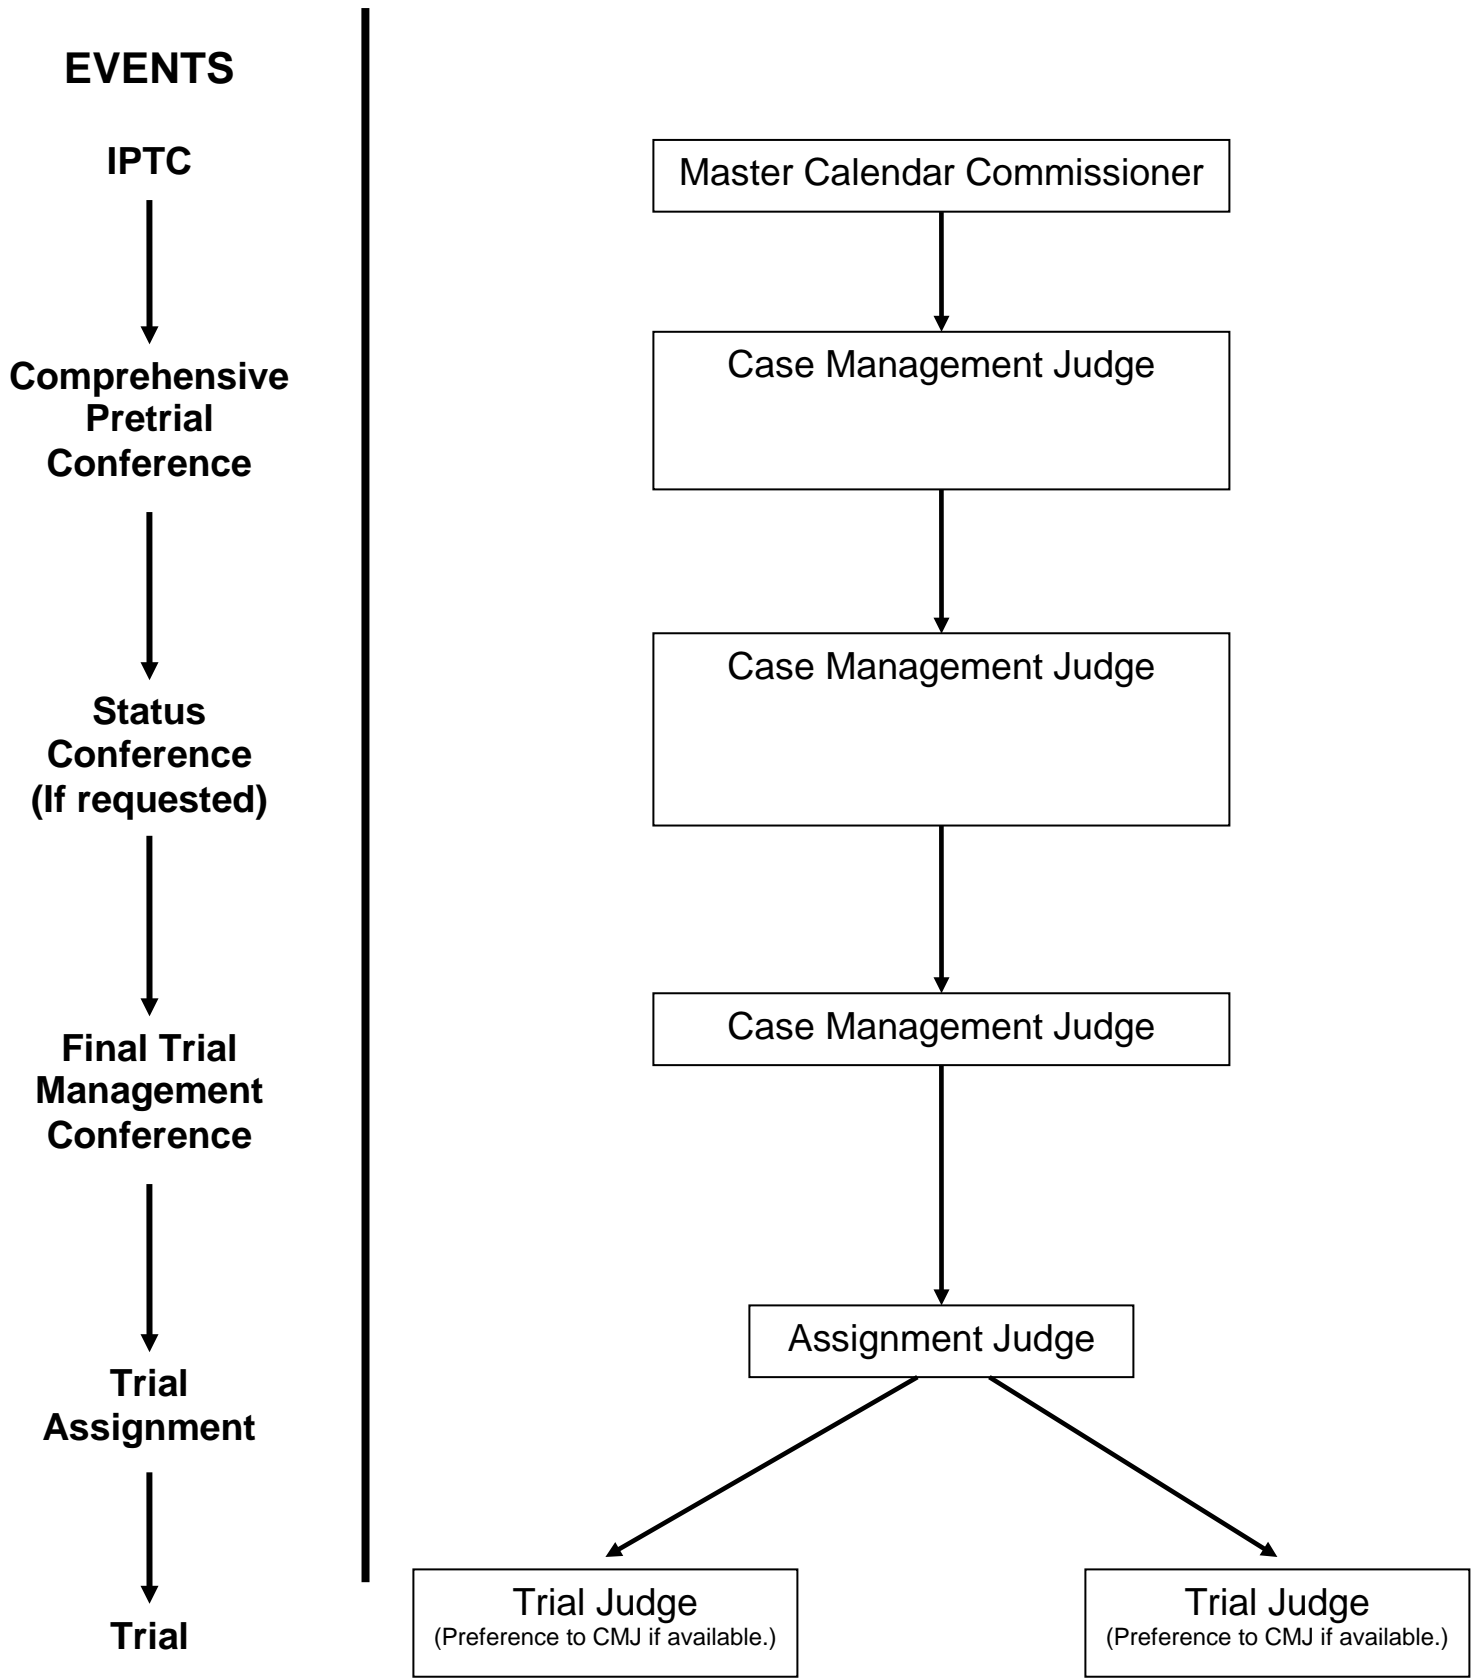 EVENTS
IPTC
Master Calendar Commissioner
Comprehensive
Pretrial
Conference
Case Management Judge
Status
Conference
(If requested)
Case Management Judge
Final Trial
Management
Conference
Case Management Judge
Trial
Assignment
Assignment Judge
Trial
Trial Judge
(Preference to CMJ if available.)
Trial Judge
(Preference to CMJ if available.)